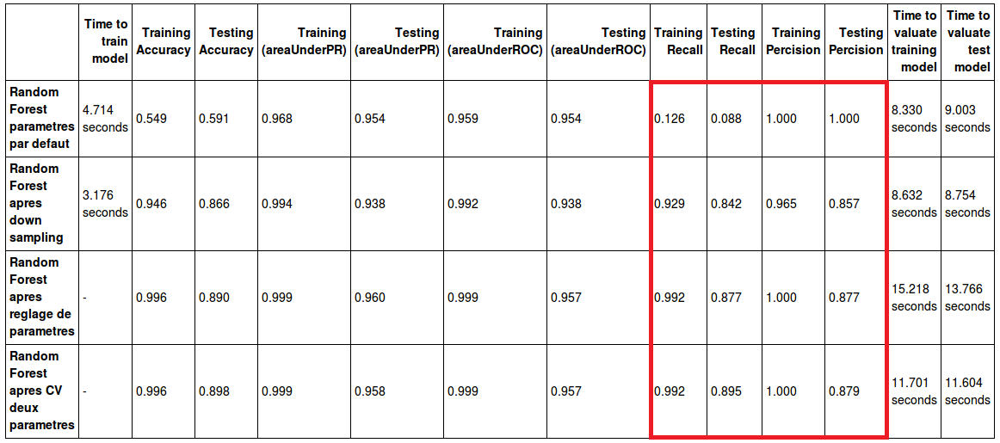 Time to train model Training Accuracy Testing Accuracy Training (areaUnderPR) Testing (areaUnderPR) Training (areaUnderROC) Testing (areaUnderROC) Training Recall Testing Recall Training Percision Testing Percision Time to valuate training model Time to valuate test model
Random Forest parametres par defaut 4.714 seconds 0.549 0.591 0.968 0.954 0.959 0.954 0.126 0.088 1.000 1.000 8.330 seconds 9.003 seconds
Random Forest apres down sampling 3.176 seconds 0.946 0.866 0.994 0.938 0.992 0.938 0.929 0.842 0.965 0.857 8.632 seconds 8.754 seconds
Random Forest apres reglage de parametres - 0.996 0.890 0.999 0.960 0.999 0.957 0.992 0.877 1.000 0.877 15.218 seconds 13.766 seconds
Random Forest apres CV deux parametres - 0.996 0.898 0.999 0.958 0.999 0.957 0.992 0.895 1.000 0.879 11.701 seconds 11.604 seconds